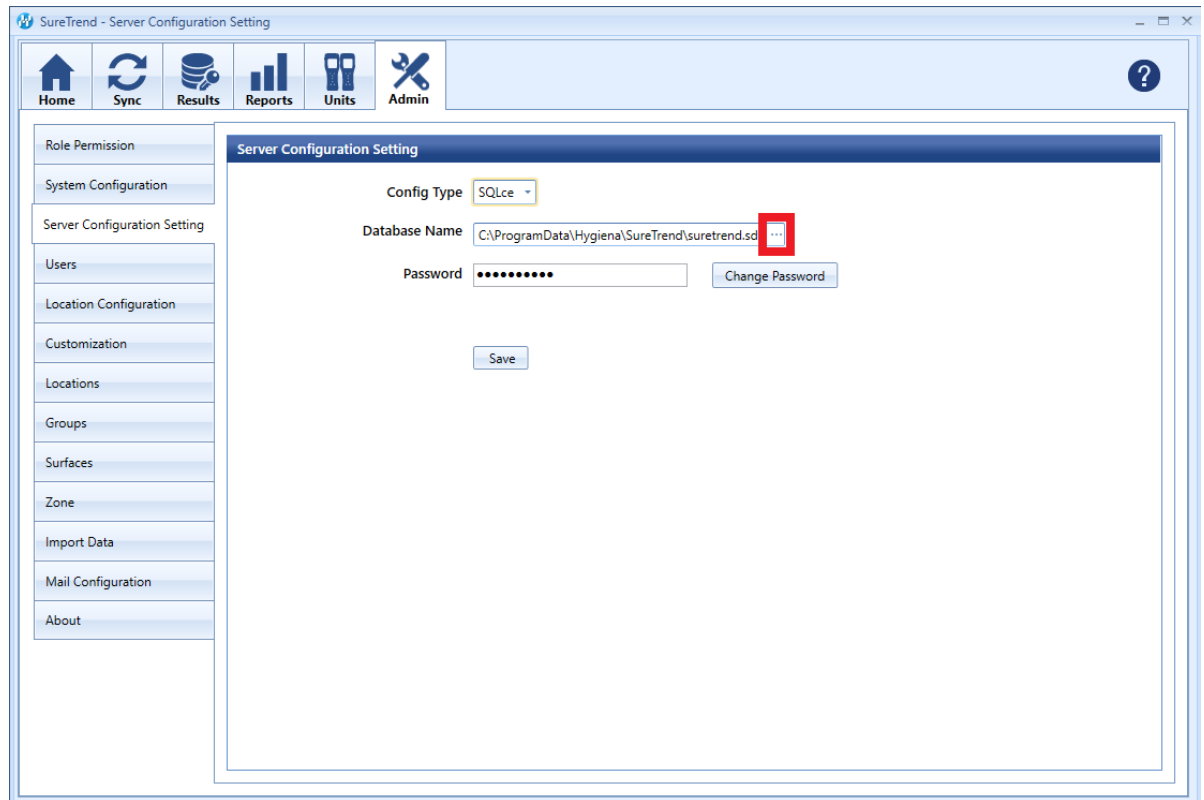 SureTrend - Server Configuration Setting
Home Sync Results Reports Units Admin
?
Role Permission
System Configuration
Server Configuration Setting
Users
Location Configuration
Customization
Locations
Groups
Surfaces
Zone
Import Data
Mail Configuration
About
Server Configuration Setting
Config Type SQLce
Database Name C:\ProgramData\Hygiena\SureTrend\suretrend.sd ...
Password ●●●●●●●●●● Change Password
Save